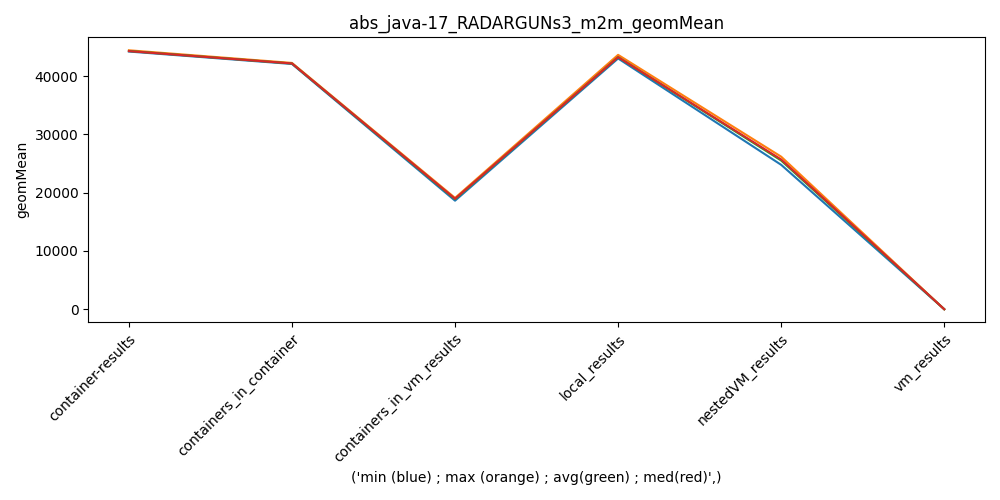 abs_java-17_RADARGUNs3_m2m_geomMean
geomMean
40000
30000
20000
10000
0
container-results
containers_in_container
containers_in_vm_results
local_results
nestedVM_results
vm_results
('min (blue) ; max (orange) ; avg(green) ; med(red)',)